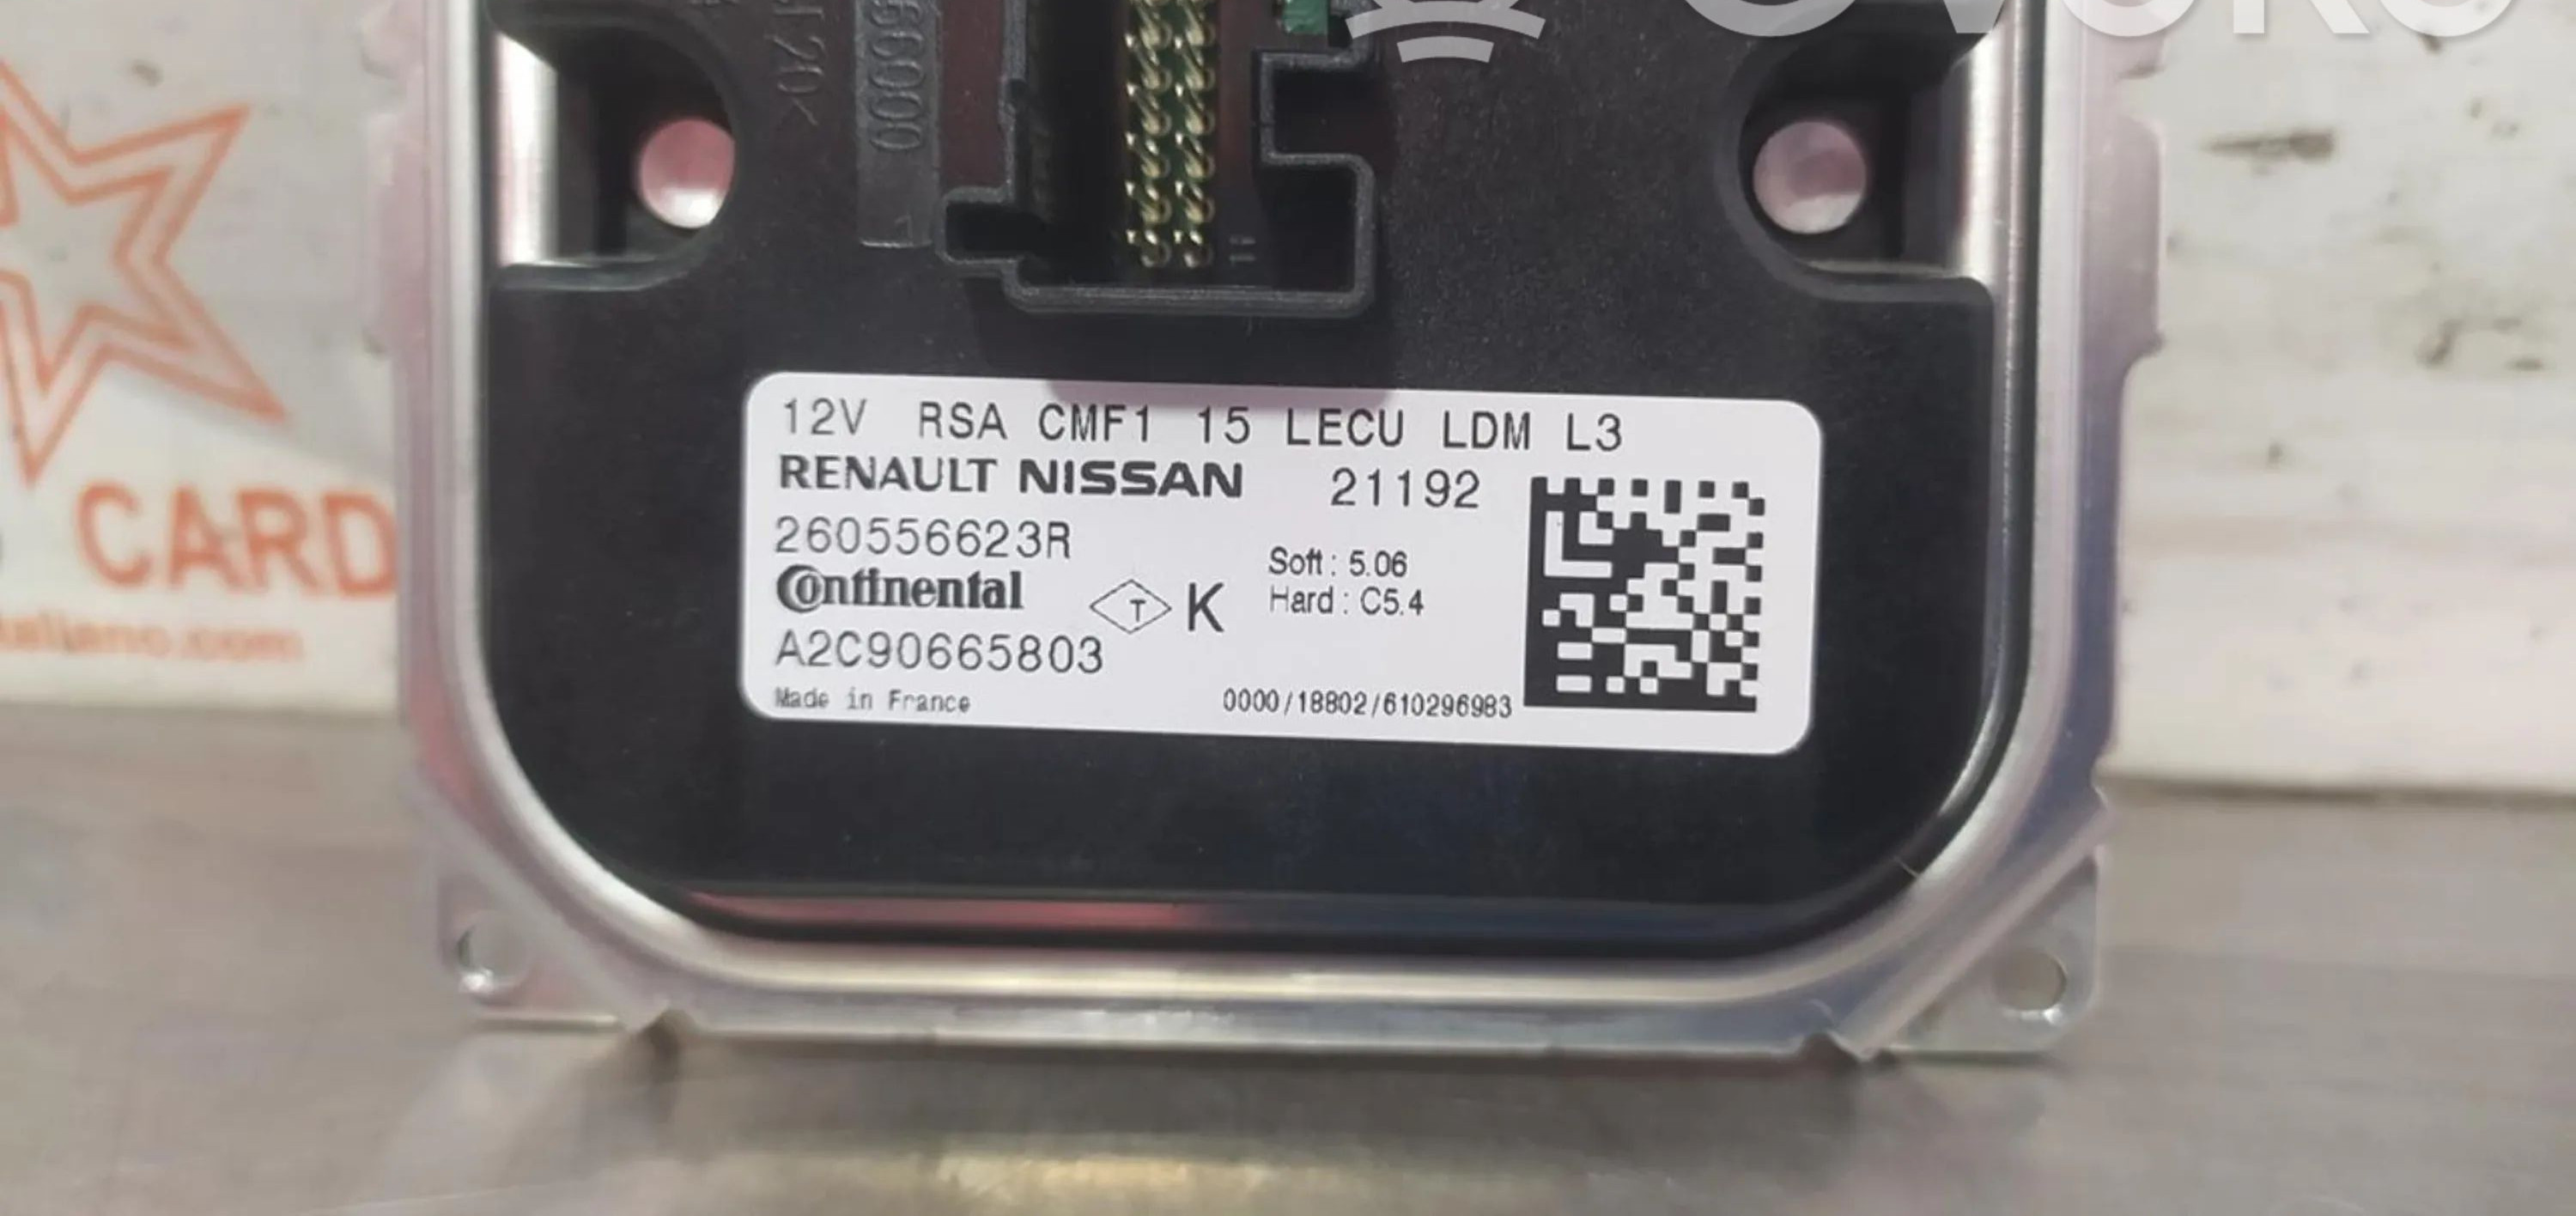 12V RSA CMF1 15 LECU LDM L3
RENAULT NISSAN 21192
260556623R
Continental
T K
Soft : 5.06
Hard : C5.4
A2C90665803
Made in France
0000/18802/610296983
CARD